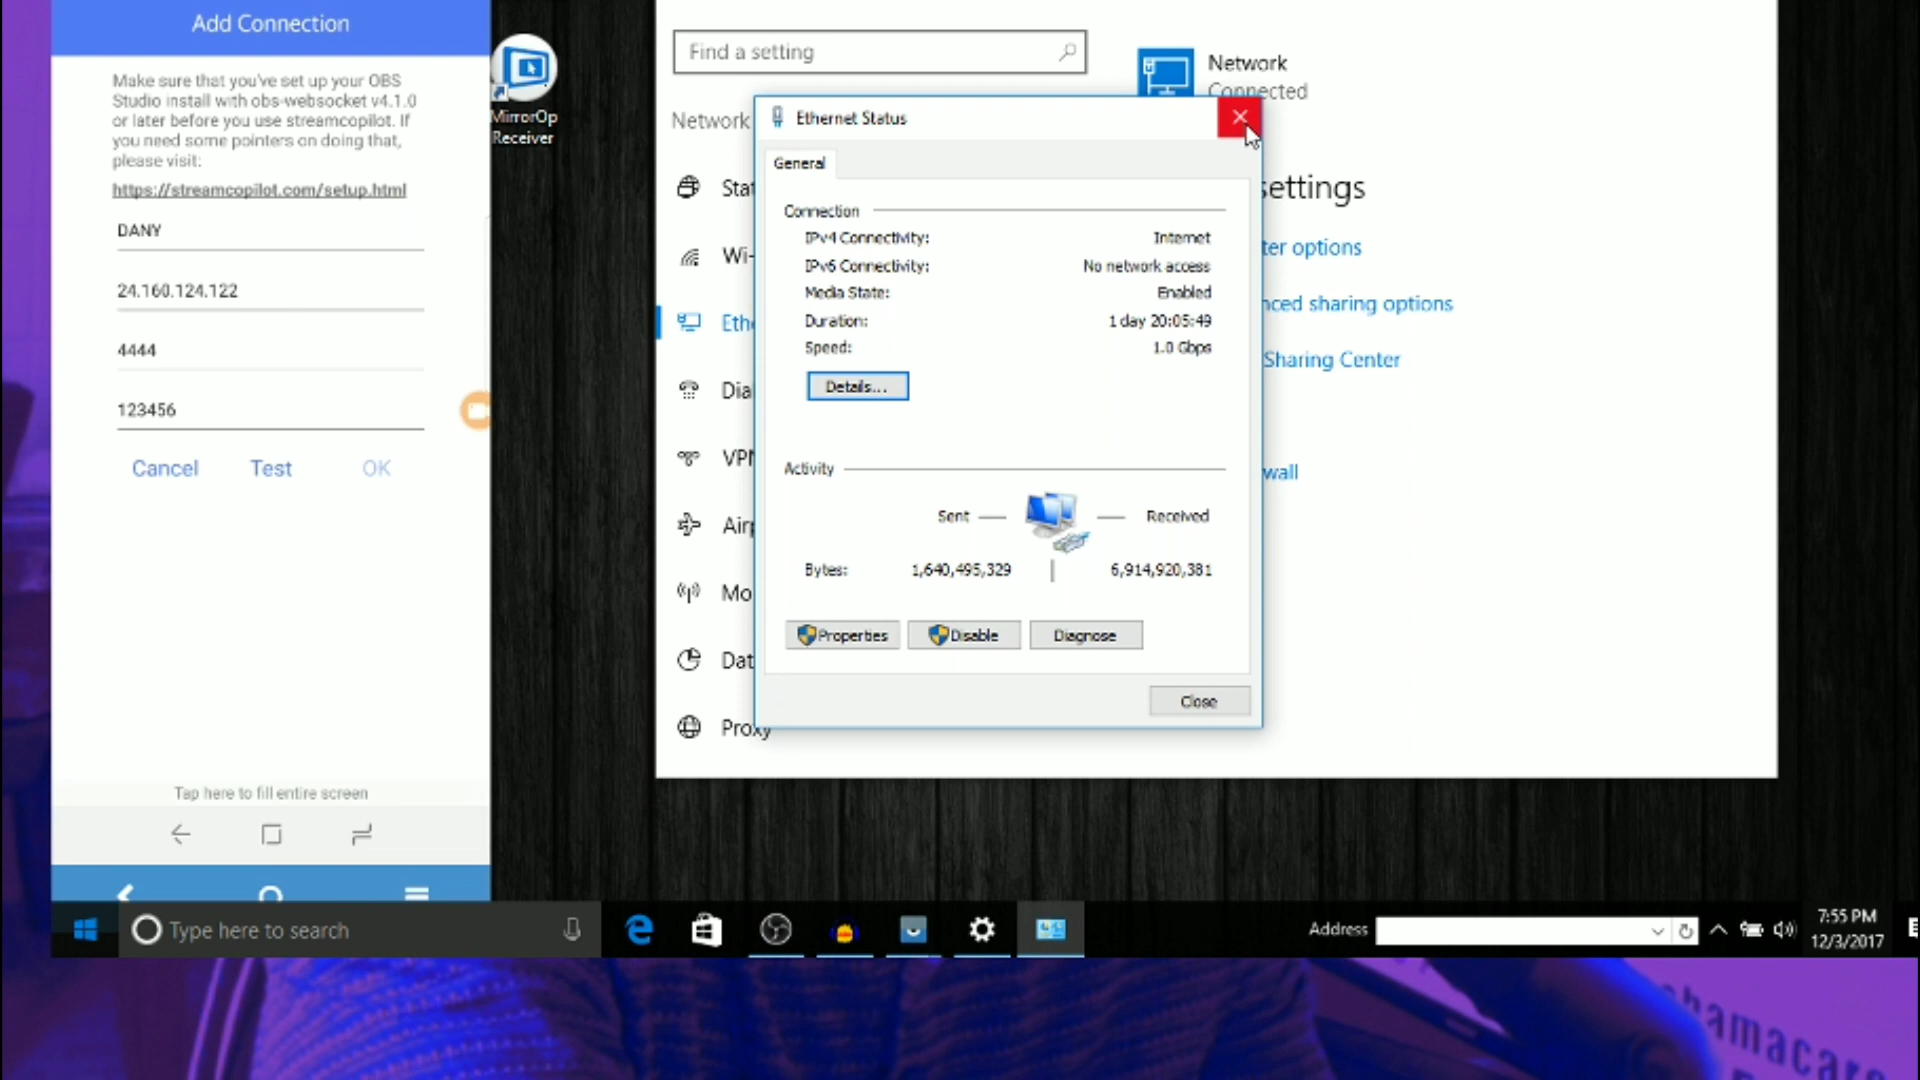 Add Connection
Make sure that you've set up your OBS
Studio install with obs-websocket v4.1.0
or later before you use streamcopilot. If
you need some pointers on doing that,
please visit:
https://streamcopilot.com/setup.html
DANY
24.160.124.122
4444
123456
Cancel Test OK
Tap here to fill entire screen
MirrorOp
Receiver
Find a setting
Network
Stat
Wi-
Ethe
Dia
VPN
Airp
Mo
Dat
Proxy
Network
Connected
settings
ter options
nced sharing options
Sharing Center
wall
Ethernet Status
General
Connection
IPv4 Connectivity: Internet
IPv6 Connectivity: No network access
Media State: Enabled
Duration: 1 day 20:05:49
Speed: 1.0 Gbps
Details...
Activity
Sent Received
Bytes: 1,640,495,329 6,914,920,381
Properties Disable Diagnose
Close
Type here to search
Address
7:55 PM
12/3/2017
hamacare